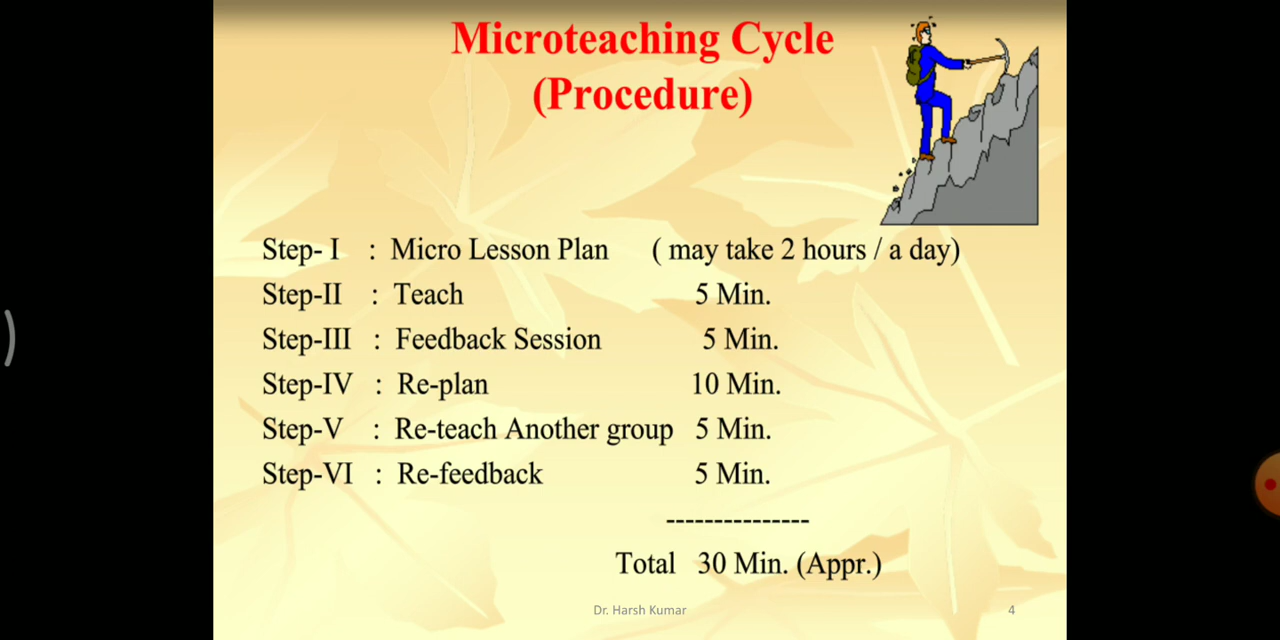 Microteaching Cycle
(Procedure)
Step- I : Micro Lesson Plan ( may take 2 hours / a day)
Step-II : Teach 5 Min.
Step-III : Feedback Session 5 Min.
Step-IV : Re-plan 10 Min.
Step-V : Re-teach Another group 5 Min.
Step-VI : Re-feedback 5 Min.
---------------
Total 30 Min. (Appr.)
Dr. Harsh Kumar 4